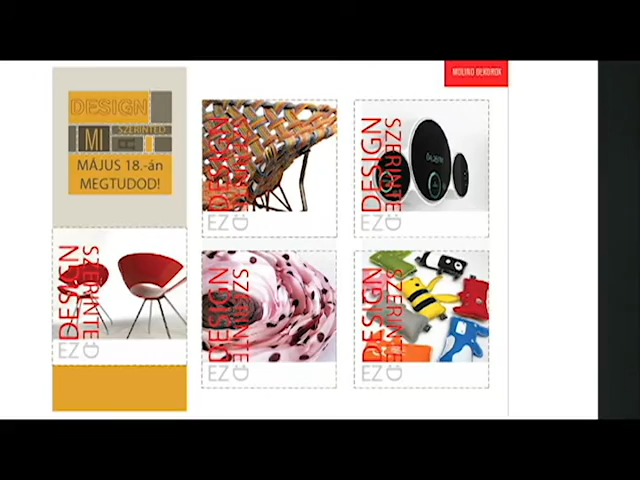 MOLINO DEKOROK
DESIGN
MI SZERINTED
A
MÁJUS 18.-án
MEGTUDOD!
EZ DESIGN SZERINTED
EZ DESIGN SZERINTED
EZ DESIGN SZERINTED
EZ DESIGN SZERINTED
EZ DESIGN SZERINTED